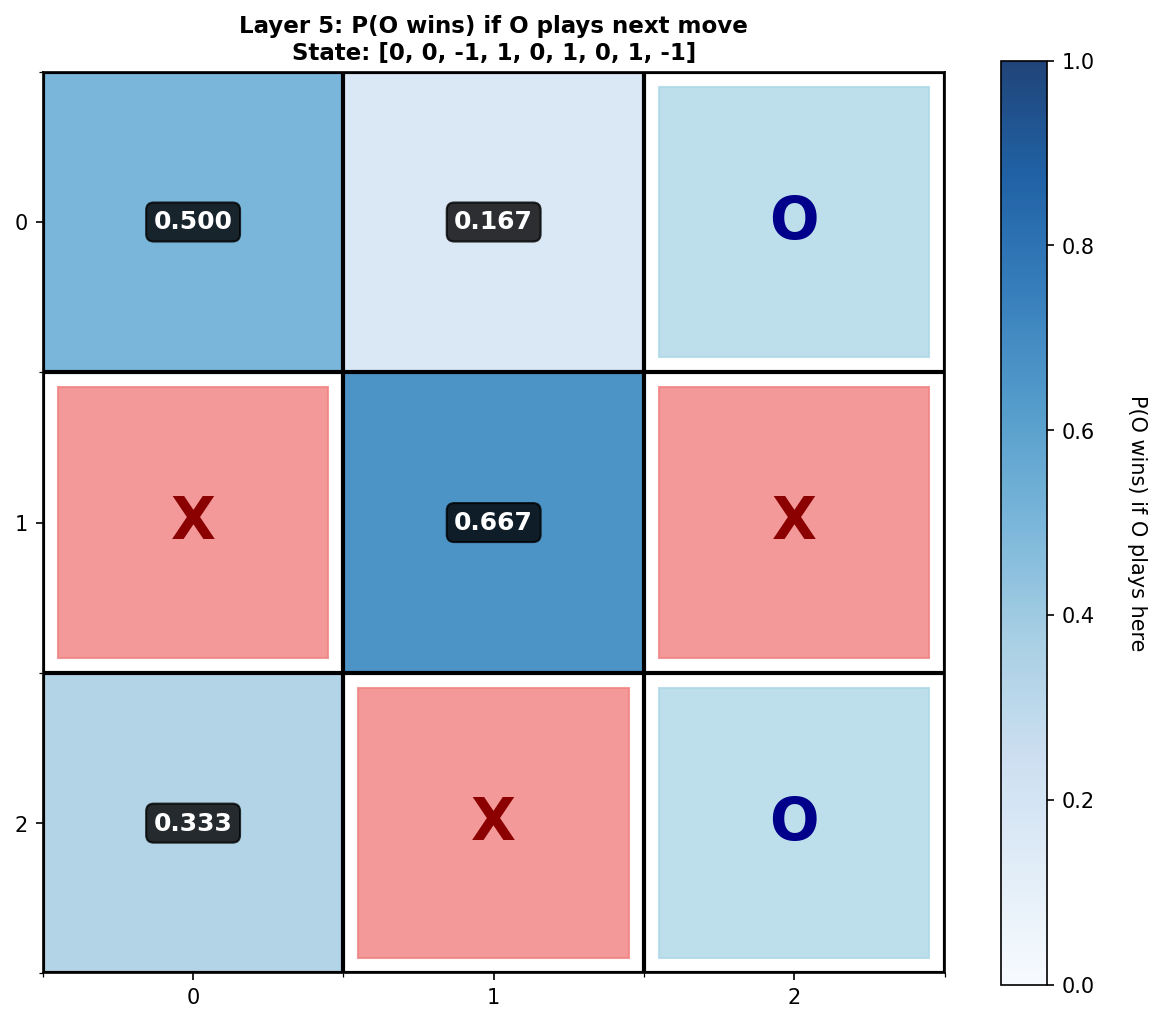 Layer 5: P(O wins) if O plays next move
State: [0, 0, -1, 1, 0, 1, 0, 1, -1]
0
0.500
0.167
O
1
X
0.667
X
2
0.333
X
O
0
1
2
1.0
0.8
0.6
0.4
0.2
0.0
P(O wins) if O plays here